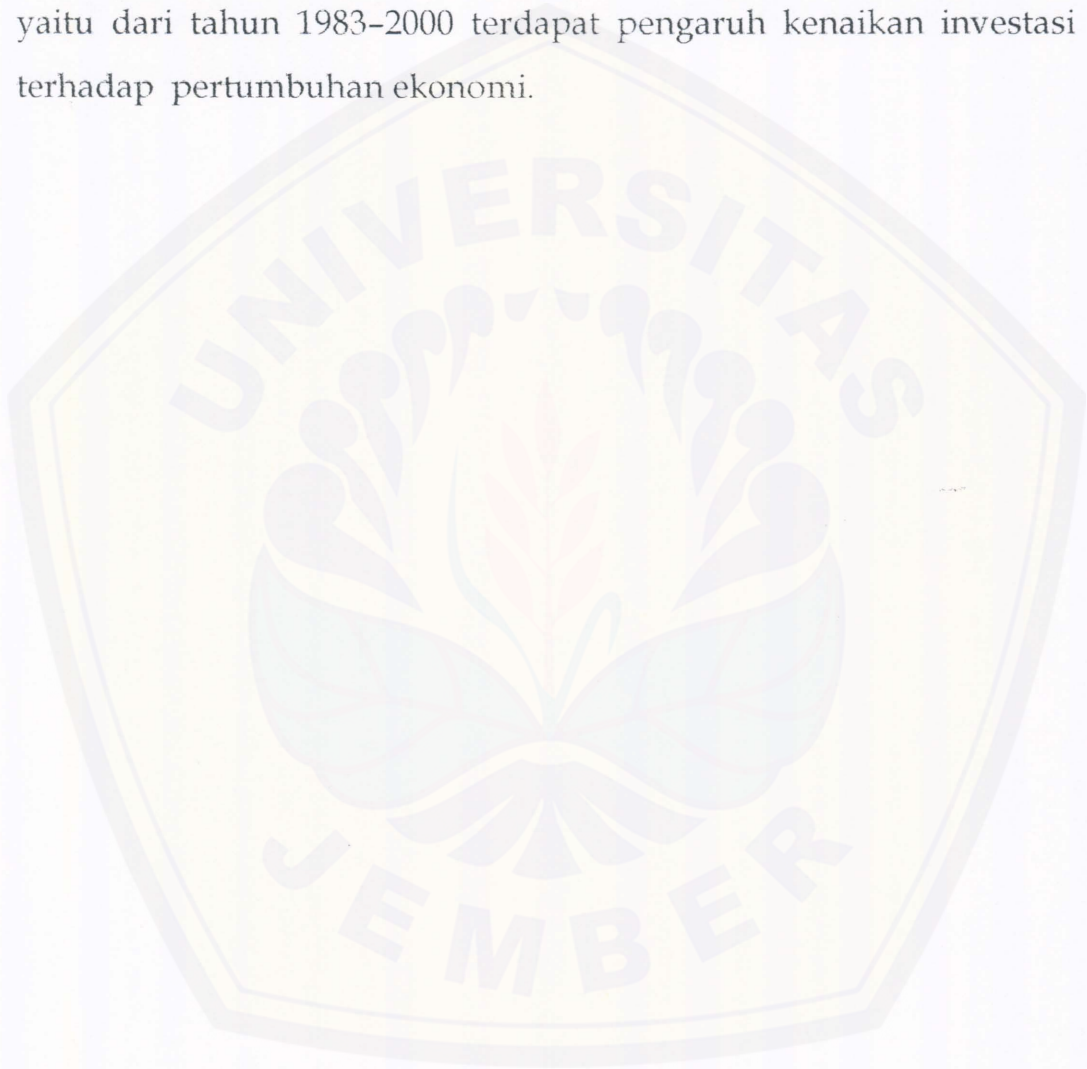 yaitu dari tahun 1983–2000 terdapat pengaruh kenaikan investasi
terhadap pertumbuhan ekonomi.
UNIVERSITAS
JEMBER